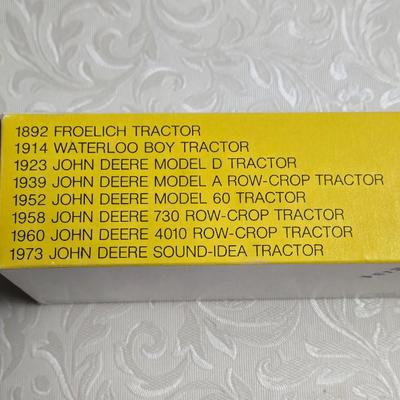 1892 FROELICH TRACTOR
1914 WATERLOO BOY TRACTOR
1923 JOHN DEERE MODEL D TRACTOR
1939 JOHN DEERE MODEL A ROW-CROP TRACTOR
1952 JOHN DEERE MODEL 60 TRACTOR
1958 JOHN DEERE 730 ROW-CROP TRACTOR
1960 JOHN DEERE 4010 ROW-CROP TRACTOR
1973 JOHN DEERE SOUND-IDEA TRACTOR